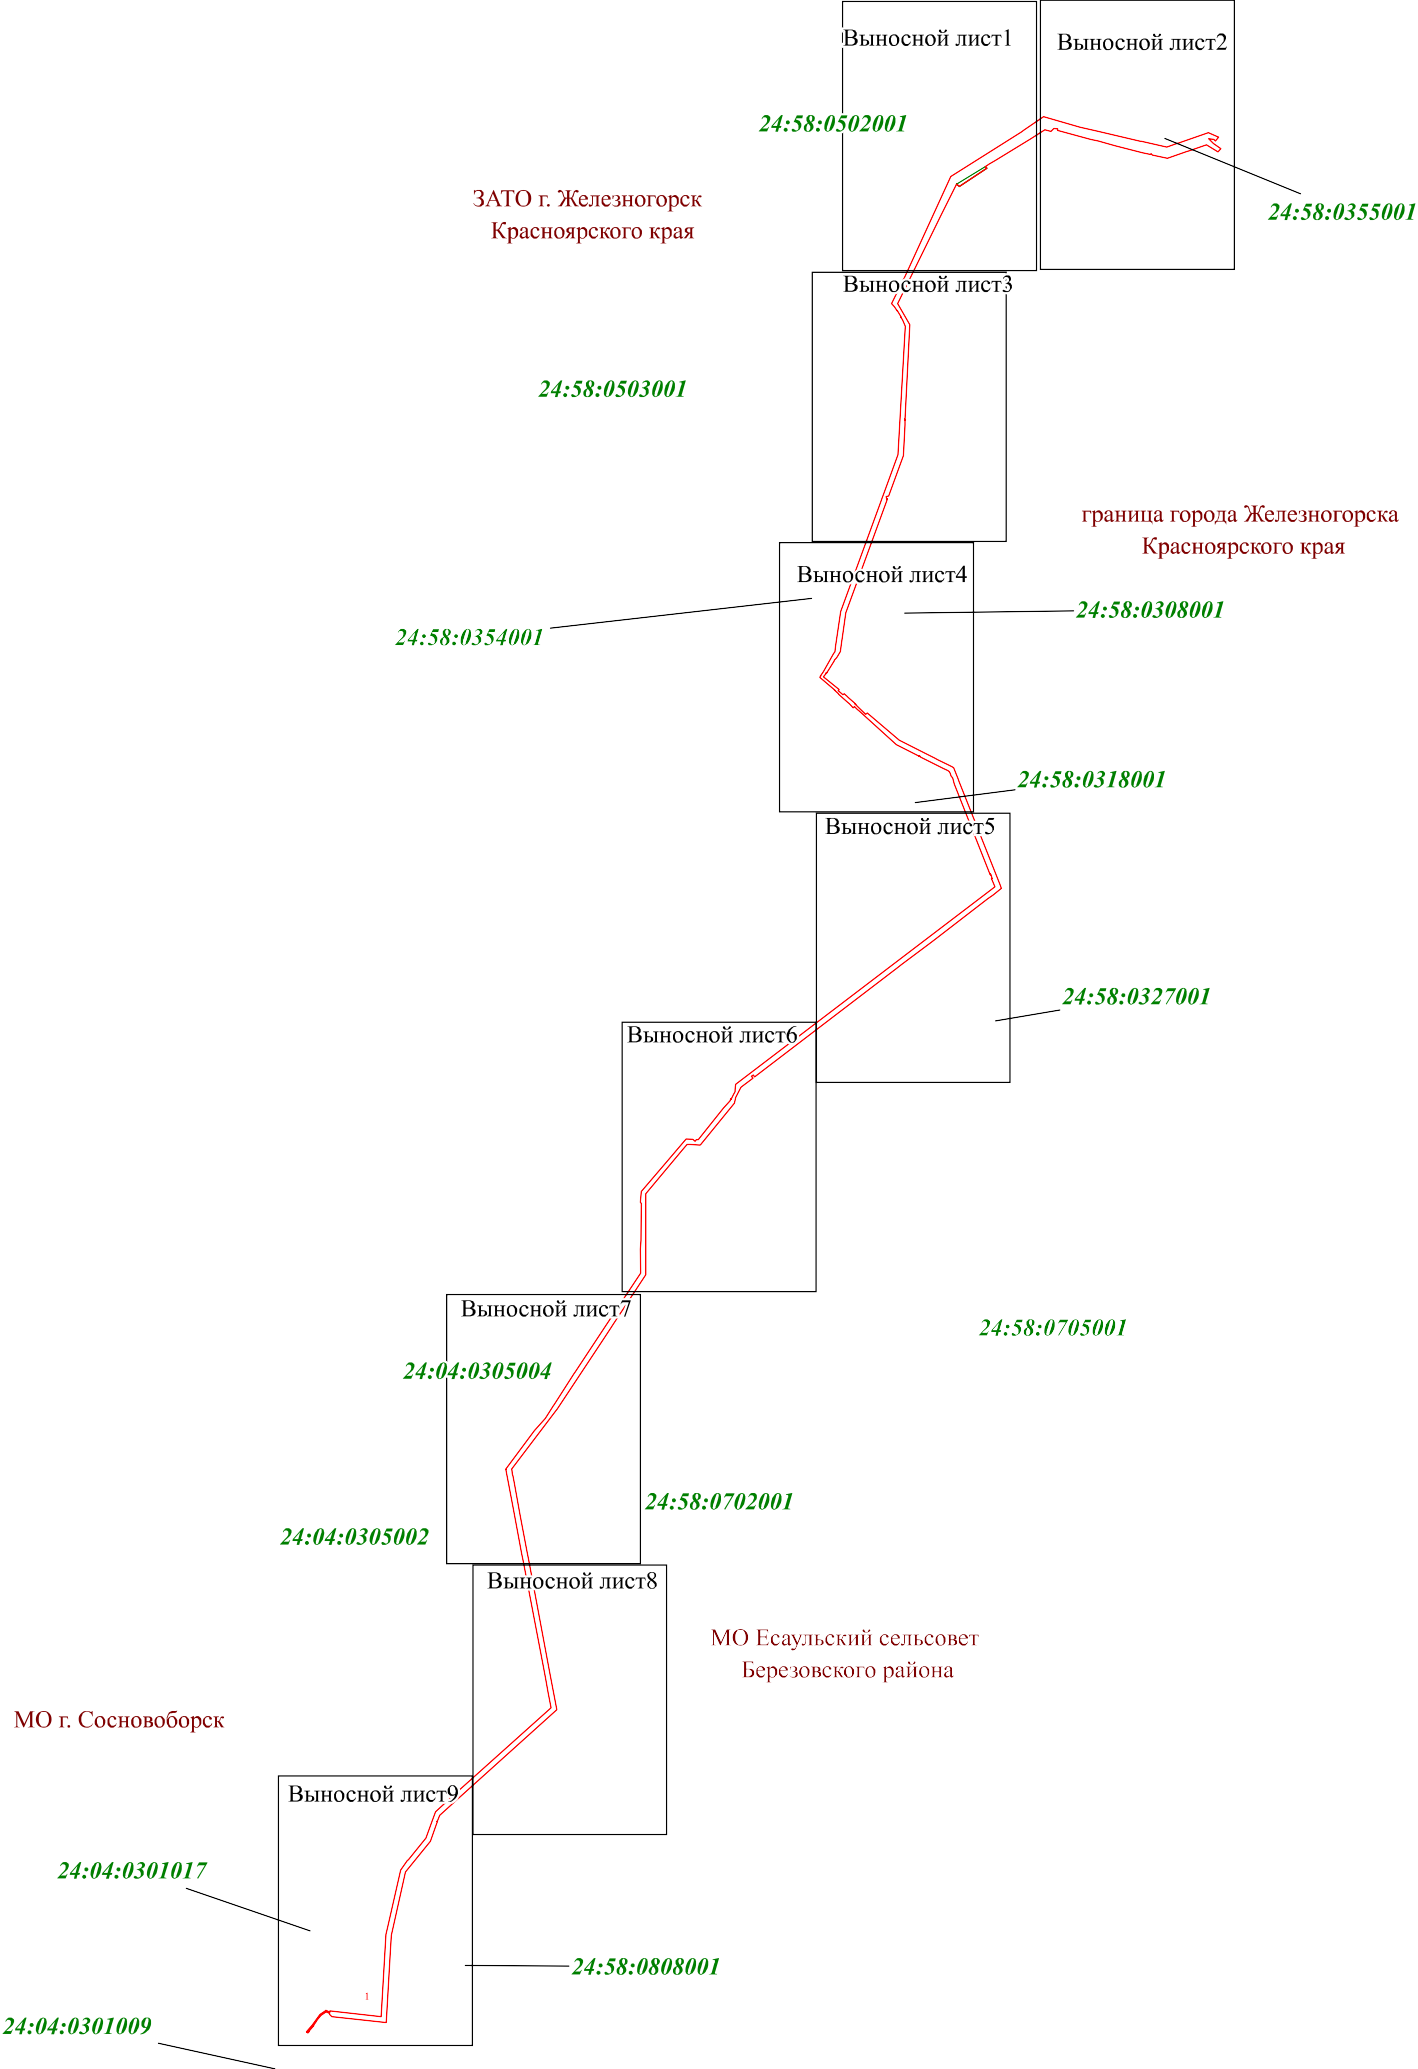 Выносной лист1
Выносной лист2
24:58:0502001
ЗАТО г. Железногорск
Красноярского края
24:58:0355001
Выносной лист3
24:58:0503001
граница города Железногорска
Красноярского края
Выносной лист4
24:58:0308001
24:58:0354001
24:58:0318001
Выносной лист5
24:58:0327001
Выносной лист6
Выносной лист7
24:58:0705001
24:04:0305004
24:58:0702001
24:04:0305002
Выносной лист8
МО Есаульский сельсовет
Березовского района
МО г. Сосновоборск
Выносной лист9
24:04:0301017
24:58:0808001
1
24:04:0301009